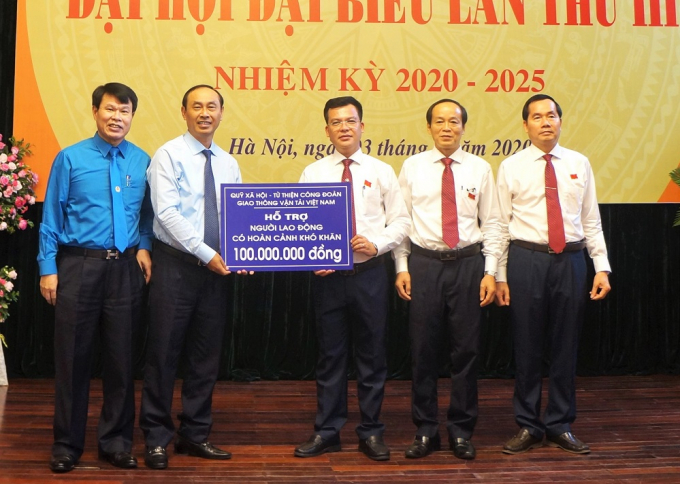 ĐẠI HỘI ĐẠI BIỂU LẦN THỨ III
NHIỆM KỲ 2020 - 2025
Hà Nội, 3 tháng năm 2020
QUỸ XÃ HỘI - TỪ THIỆN CÔNG ĐOÀN
GIAO THÔNG VẬN TẢI VIỆT NAM
HỖ TRỢ
NGƯỜI LAO ĐỘNG
CÓ HOÀN CẢNH KHÓ KHĂN
100.000.000 đồng